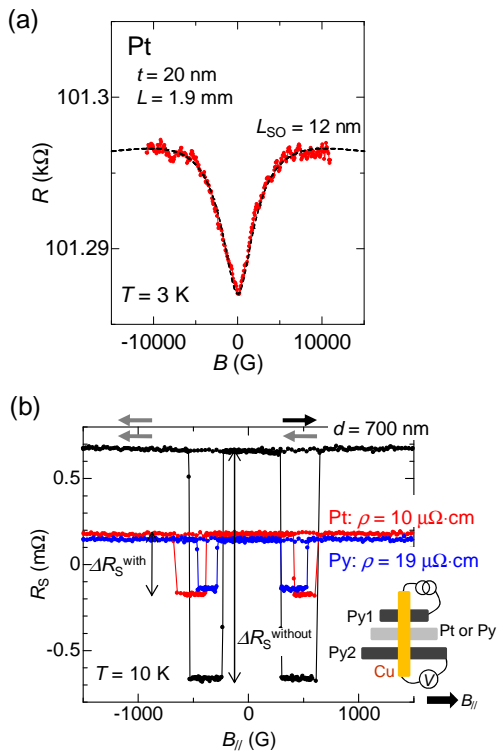 (a)
Pt
t = 20 nm
L = 1.9 mm
101.3
L_SO = 12 nm
R (kΩ)
101.29
T = 3 K
-10000 0 10000
B (G)
(b)
d = 700 nm
0.5
Pt: ρ = 10 μΩ·cm
ΔR_S^with
Py: ρ = 19 μΩ·cm
R_S (mΩ)
0
Py1
Pt or Py
ΔR_S^without
-0.5
Py2
T = 10 K
Cu
V
B_//
-1000 0 1000
B_// (G)